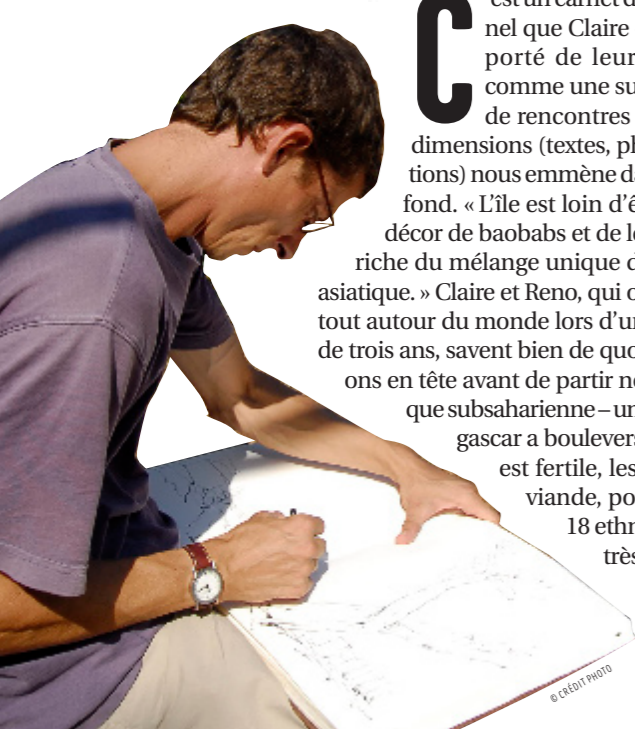 C
est un carnet d
nel que Claire
porté de leur
comme une su
de rencontres
dimensions (textes, ph
tions) nous emmène da
fond. « L’île est loin d’ê
décor de baobabs et de le
riche du mélange unique d
asiatique. » Claire et Reno, qui o
tout autour du monde lors d’un
de trois ans, savent bien de quo
ons en tête avant de partir no
que subsaharienne – un
gascar a boulevers
est fertile, les
viande, po
18 ethn
très
© CRÉDIT PHOTO